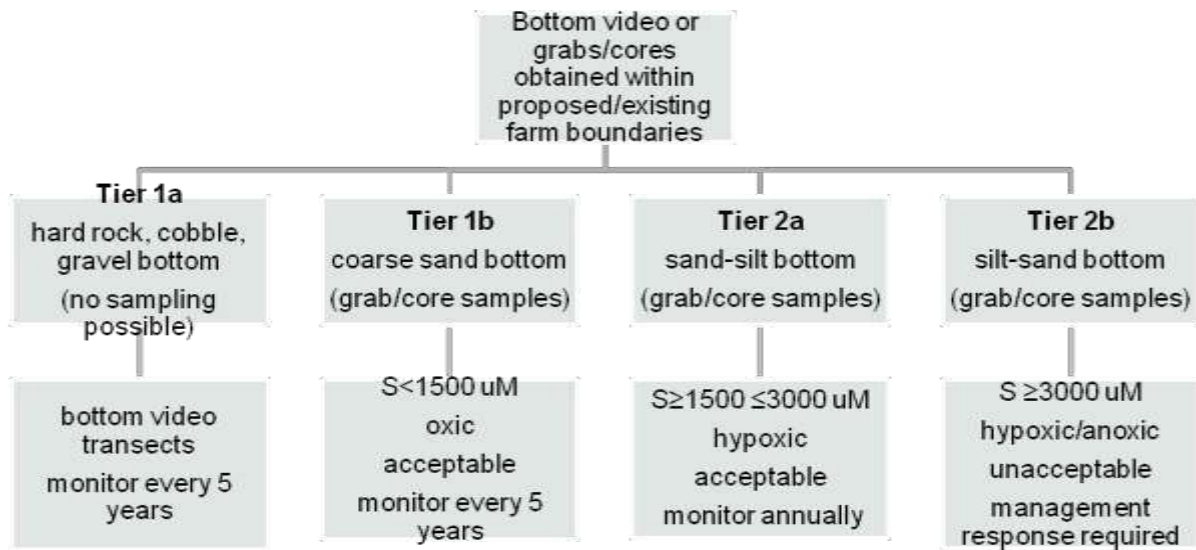 Bottom video or
grabs/cores
obtained within
proposed/existing
farm boundaries
Tier 1a
hard rock, cobble,
gravel bottom
(no sampling
possible)
Tier 1b
coarse sand bottom
(grab/core samples)
Tier 2a
sand-silt bottom
(grab/core samples)
Tier 2b
silt-sand bottom
(grab/core samples)
bottom video
transects
monitor every 5
years
S<1500 uM
oxic
acceptable
monitor every 5
years
S≥1500 ≤3000 uM
hypoxic
acceptable
monitor annually
S ≥3000 uM
hypoxic/anoxic
unacceptable
management
response required